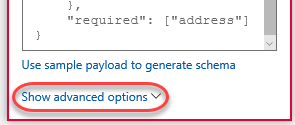 },
"required": ["address"]
}
Use sample payload to generate schema
Show advanced options